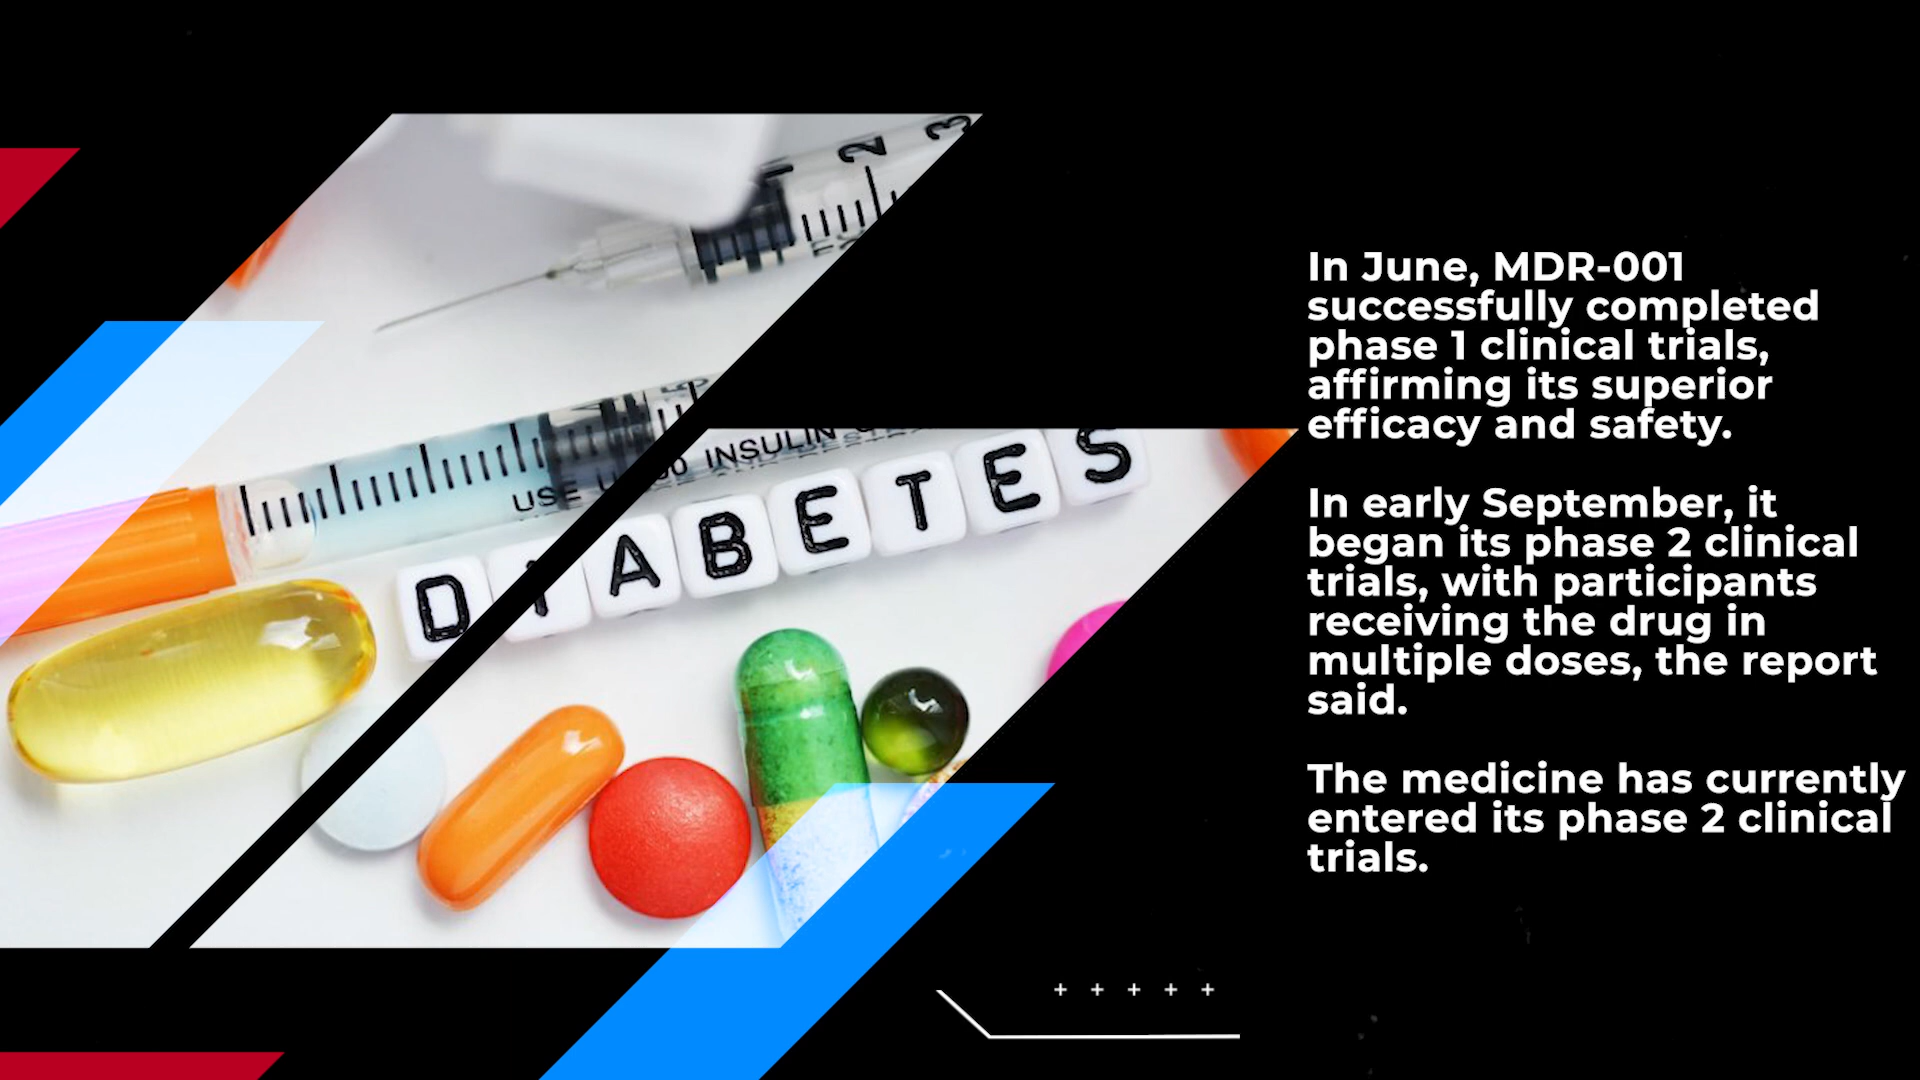 2 3
USE
INSULIN
DIABETES
In June, MDR-001
successfully completed
phase 1 clinical trials,
affirming its superior
efficacy and safety.
In early September, it
began its phase 2 clinical
trials, with participants
receiving the drug in
multiple doses, the report
said.
The medicine has currently
entered its phase 2 clinical
trials.